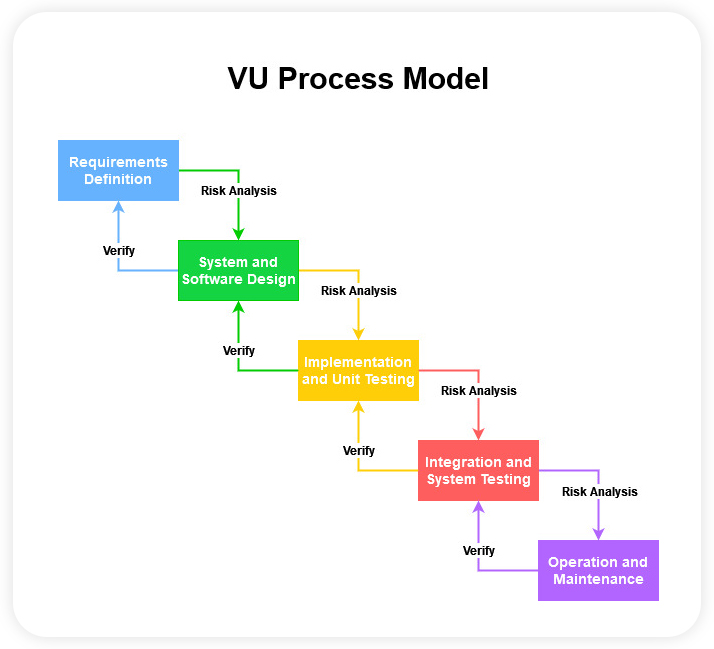 VU Process Model
Requirements
Definition
Risk Analysis
Verify
System and
Software Design
Risk Analysis
Verify
Implementation
and Unit Testing
Risk Analysis
Verify
Integration and
System Testing
Risk Analysis
Verify
Operation and
Maintenance